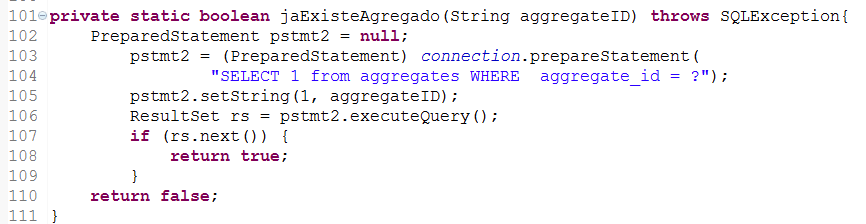 101 private static boolean jaExisteAgregado(String aggregateID) throws SQLException{
102     PreparedStatement pstmt2 = null;
103         pstmt2 = (PreparedStatement) connection.prepareStatement(
104                 "SELECT 1 from aggregates WHERE  aggregate_id = ?");
105         pstmt2.setString(1, aggregateID);
106         ResultSet rs = pstmt2.executeQuery();
107         if (rs.next()) {
108             return true;
109         }
110     return false;
111 }